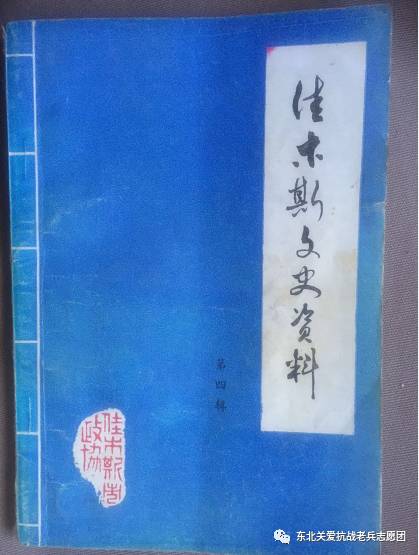 佳木斯文史资料
第四辑
佳木斯市
政协
东北关爱抗战老兵志愿团